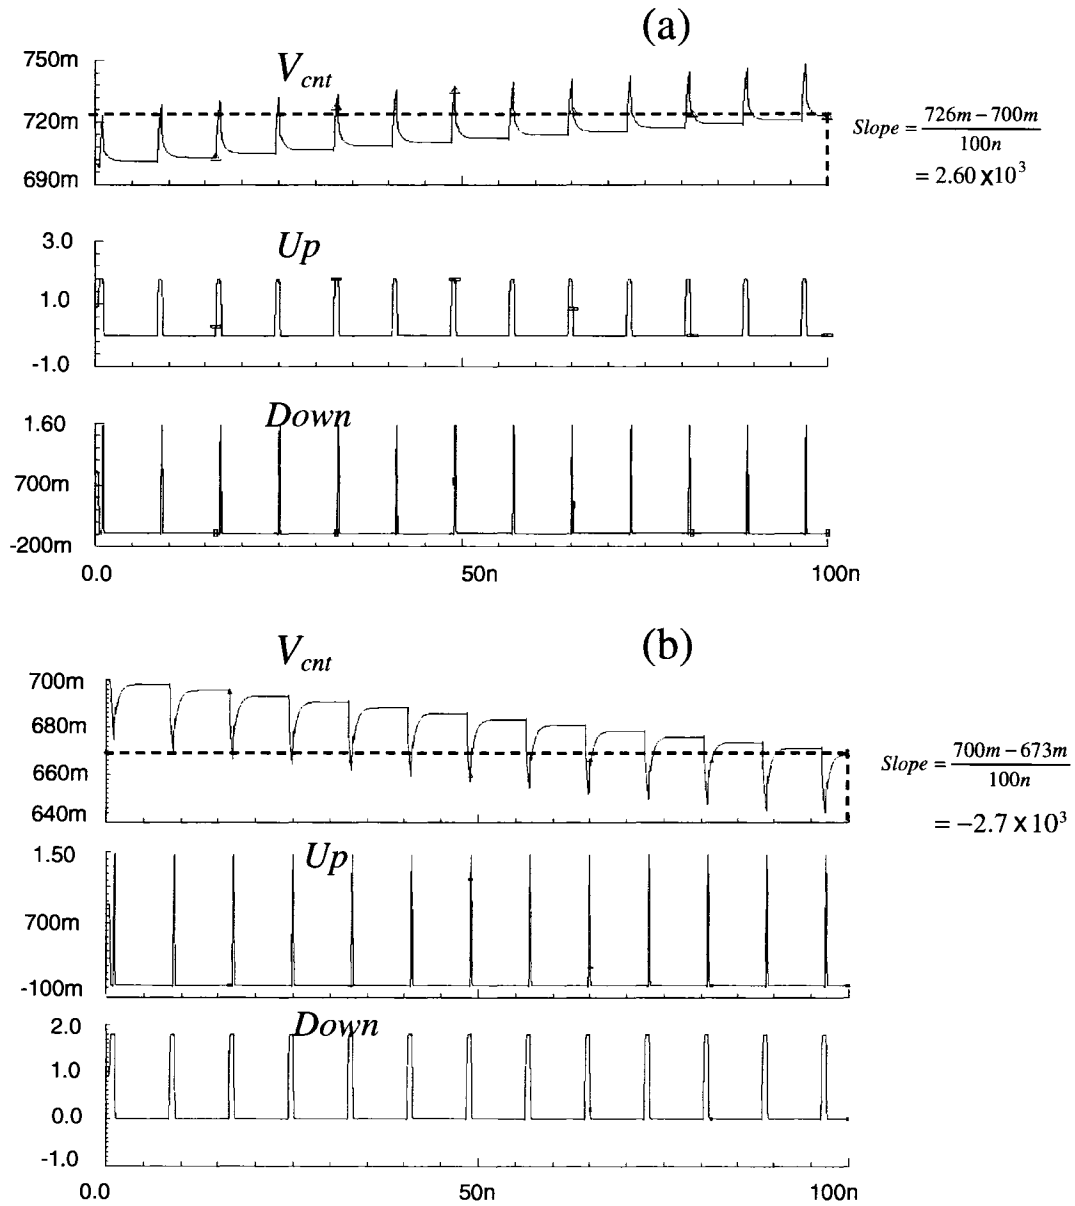 (a)
V_cnt
750m
720m
690m
Slope = 726m − 700m / 100n
= 2.60 ×10^3
Up
3.0
1.0
-1.0
Down
1.60
700m
-200m
0.0 50n 100n
(b)
V_cnt
700m
680m
660m
640m
Slope = 700m − 673m / 100n
= −2.7 ×10^3
Up
1.50
700m
-100m
Down
2.0
1.0
0.0
-1.0
0.0 50n 100n